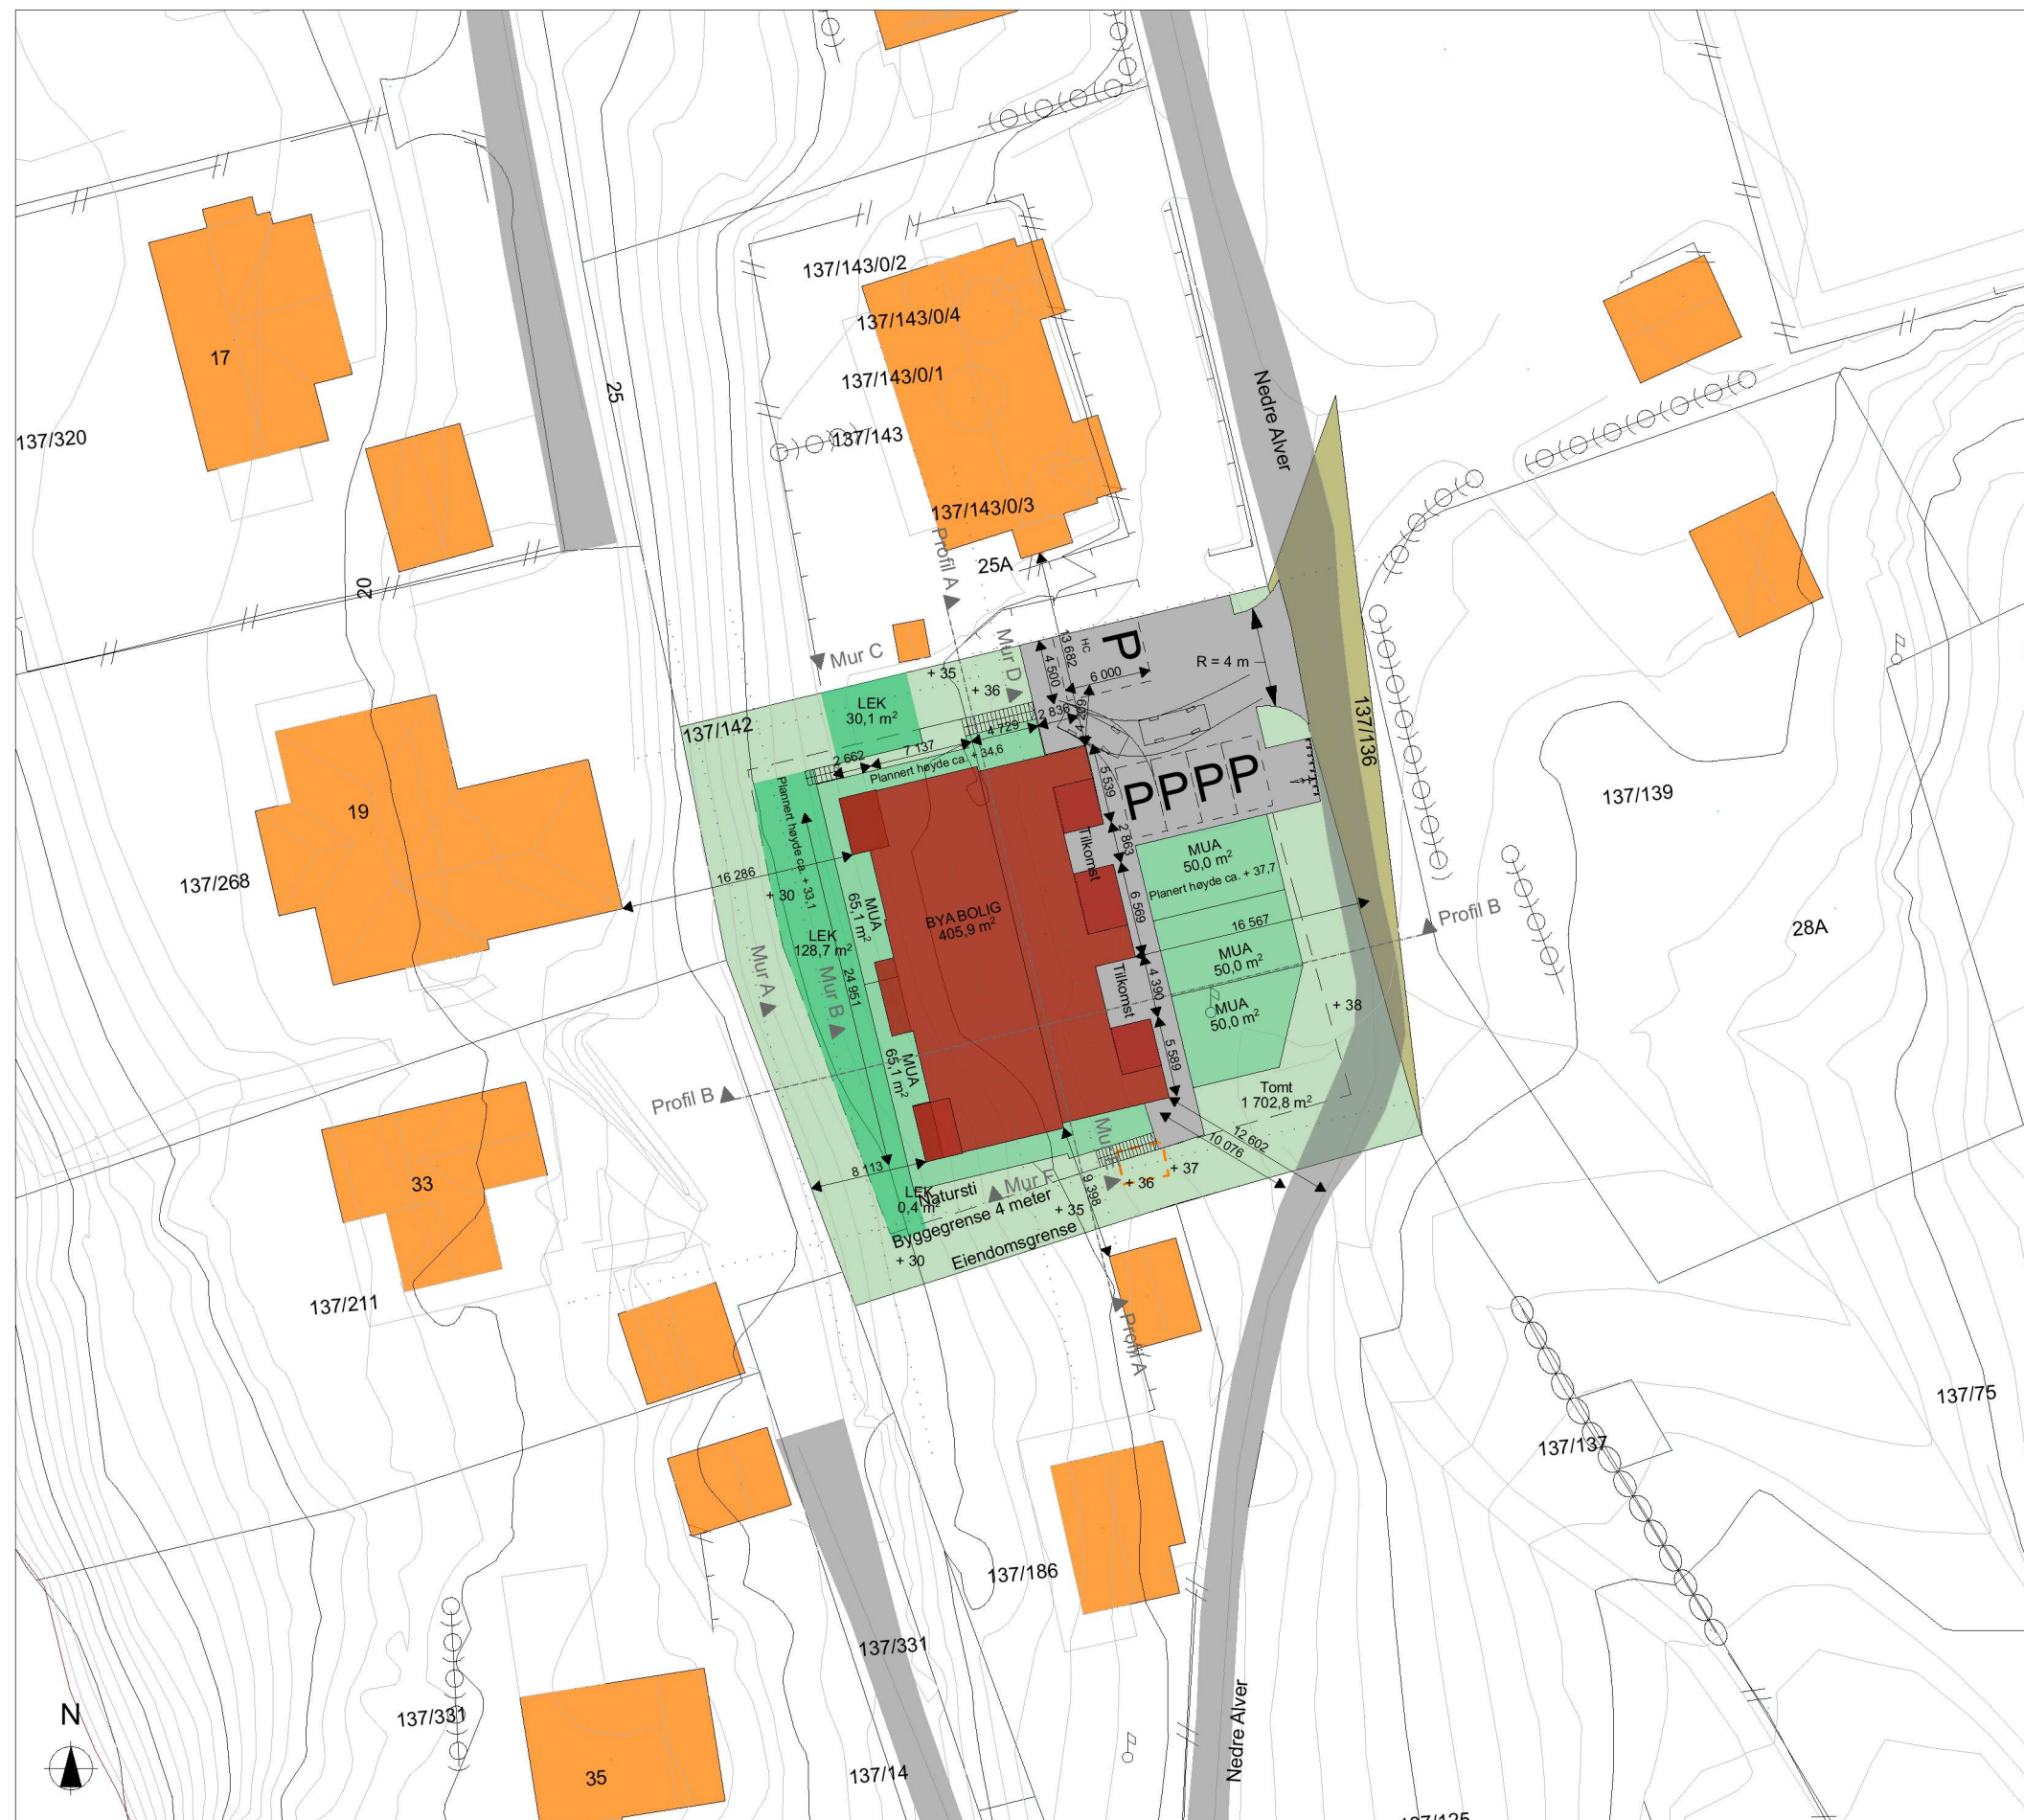 137/143/0/2
137/143/0/4
17
137/143/0/1
25
Nedre Alver
137/320
137/143
137/143/0/3
Profil A
25A
20
Mur C
Mur D
13 682
HC
P
4 500
6 000
R = 4 m
+ 35
+ 36
LEK
30,1 m²
137/142
137/136
2 836
4 729
7 137
2 662
+ 34,6
Plannert høyde ca.
5 539
PPPP
137/139
19
Plannert høyde ca. + 33,1
2 863
Tilkomst
MUA
50,0 m²
Planert høyde ca. + 37,7
137/268
16 286
+ 30
MUA
65,1 m²
BYA BOLIG
405,9 m²
6 569
16 567
Profil B
28A
LEK
128,7 m²
MUA
50,0 m²
Mur A
Mur B
24 951
Tilkomst
4 390
MUA
50,0 m²
+ 38
MUA
65,1 m²
5 589
Profil B
Tomt
1 702,8 m²
12 602
10 076
8 113
33
+ 37
+ 36
LEK
0,4 m²
Natursti
Mur F
9 398
Byggegrense 4 meter
+ 35
Eiendomsgrense
+ 30
137/211
Profil A
137/75
137/137
137/186
137/331
137/331
N
Nedre Alver
35
137/14